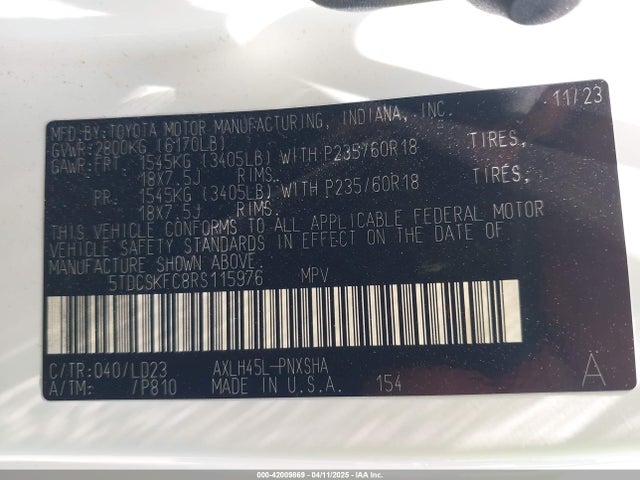 11/23
MFD.BY:TOYOTA MOTOR MANUFACTURING, INDIANA, INC.
GVWR:2800KG (6170LB)
GAWR:FRT 1545KG (3405LB) WITH P235/60R18 TIRES,
18X7.5J RIMS.
PR 1545KG (3405LB) WITH P235/60R18 TIRES,
18X7.5J RIMS.
THIS VEHICLE CONFORMS TO ALL APPLICABLE FEDERAL MOTOR
VEHICLE SAFETY STANDARDS IN EFFECT ON THE DATE OF
MANUFACTURE SHOWN ABOVE.
5TDCSKFC8RS115976 MPV
C/TR:040/LD23 AXLH45L-PNXSHA
A/TM: /P810 MADE IN U.S.A. 154 A
000-42009869 - 04/11/2025 - IAA Inc.